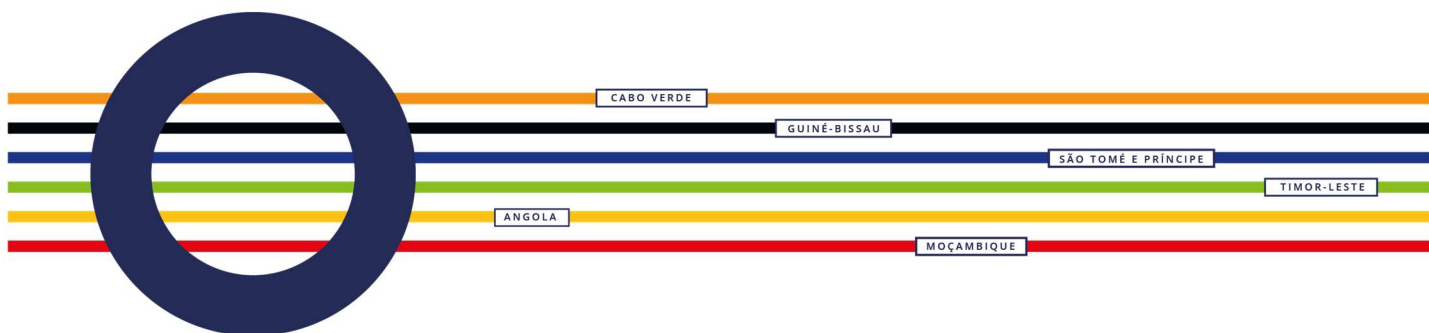 CABO VERDE
GUINÉ-BISSAU
SÃO TOMÉ E PRÍNCIPE
TIMOR-LESTE
ANGOLA
MOÇAMBIQUE